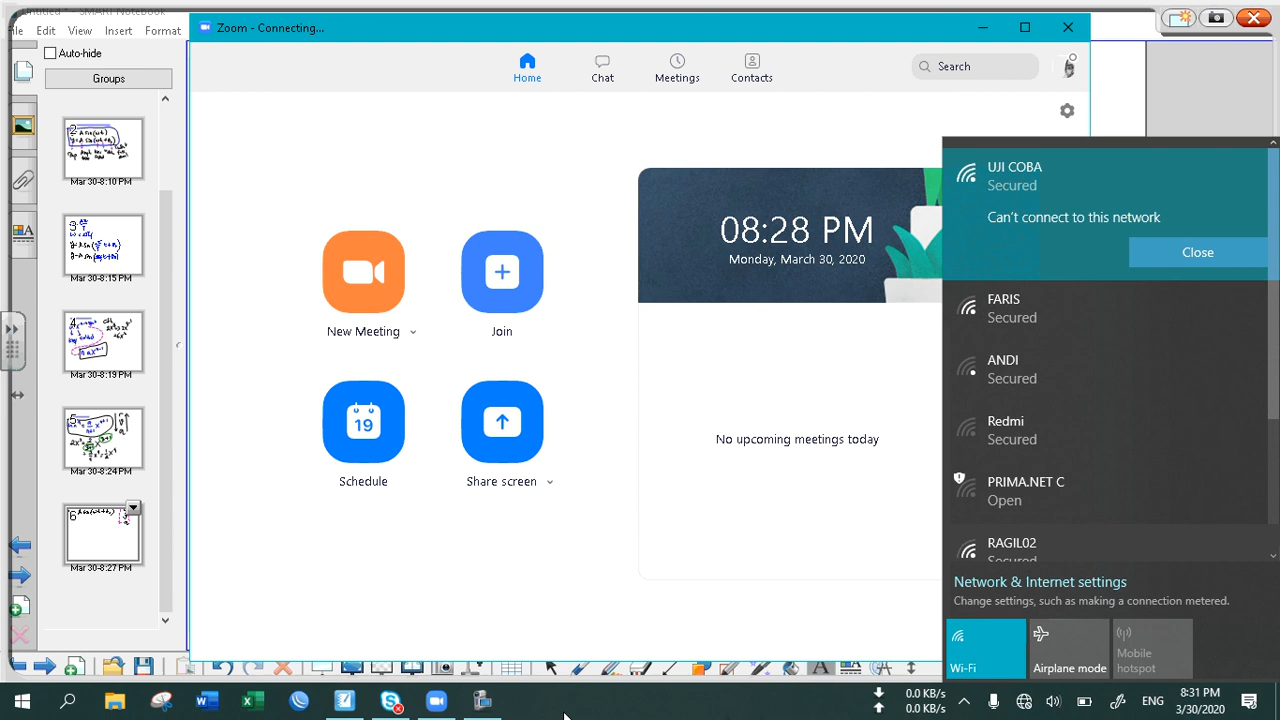 Untitled * - SMART Notebook
Zoom - Connecting...
Edit View Insert Format
Auto-hide
Groups
Home
Chat
Meetings
Contacts
Search
Mar 30-8:10 PM
Mar 30-8:15 PM
Mar 30-8:19 PM
Mar 30-8:24 PM
Mar 30-8:27 PM
New Meeting
Join
19
Schedule
Share screen
08:28 PM
Monday, March 30, 2020
No upcoming meetings today
UJI COBA
Secured
Can't connect to this network
Close
FARIS
Secured
ANDI
Secured
Redmi
Secured
PRIMA.NET C
Open
RAGIL02
Secured
Network & Internet settings
Change settings, such as making a connection metered.
Wi-Fi
Airplane mode
Mobile
hotspot
0.0 KB/s
0.0 KB/s
ENG
8:31 PM
3/30/2020